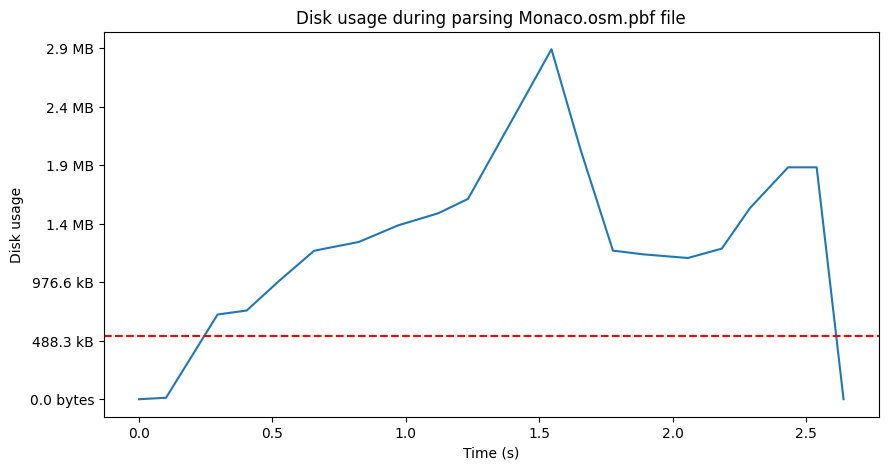 Disk usage during parsing Monaco.osm.pbf file
2.9 MB
2.4 MB
1.9 MB
1.4 MB
976.6 kB
488.3 kB
0.0 bytes
Disk usage
0.0
0.5
1.0
1.5
2.0
2.5
Time (s)